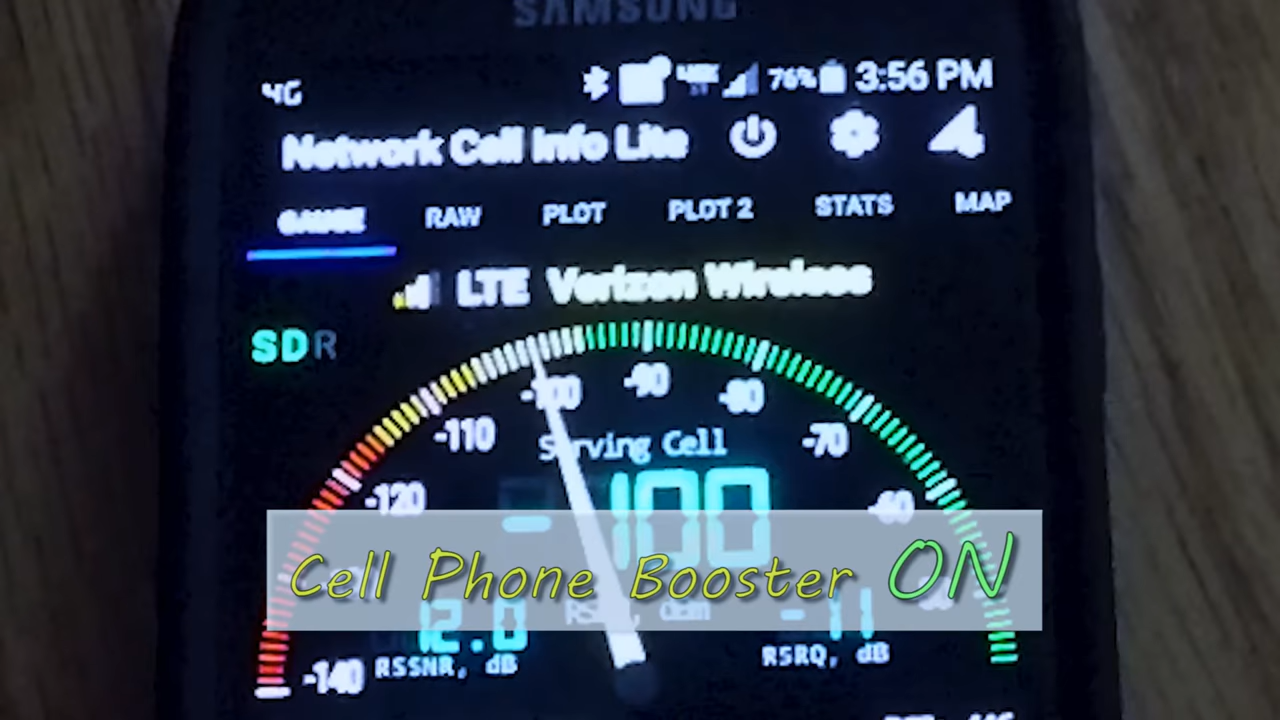 SAMSUNG
4G 76% 3:56 PM
Network Cell Info Lite
GAUGE RAW PLOT PLOT 2 STATS MAP
LTE Verizon Wireless
SDR
-100 -90 -80
-110 Serving Cell -70
-120 -100 -60
Cell Phone Booster ON
12.0 -11
-140 RSSNR, dB RSRQ, dB